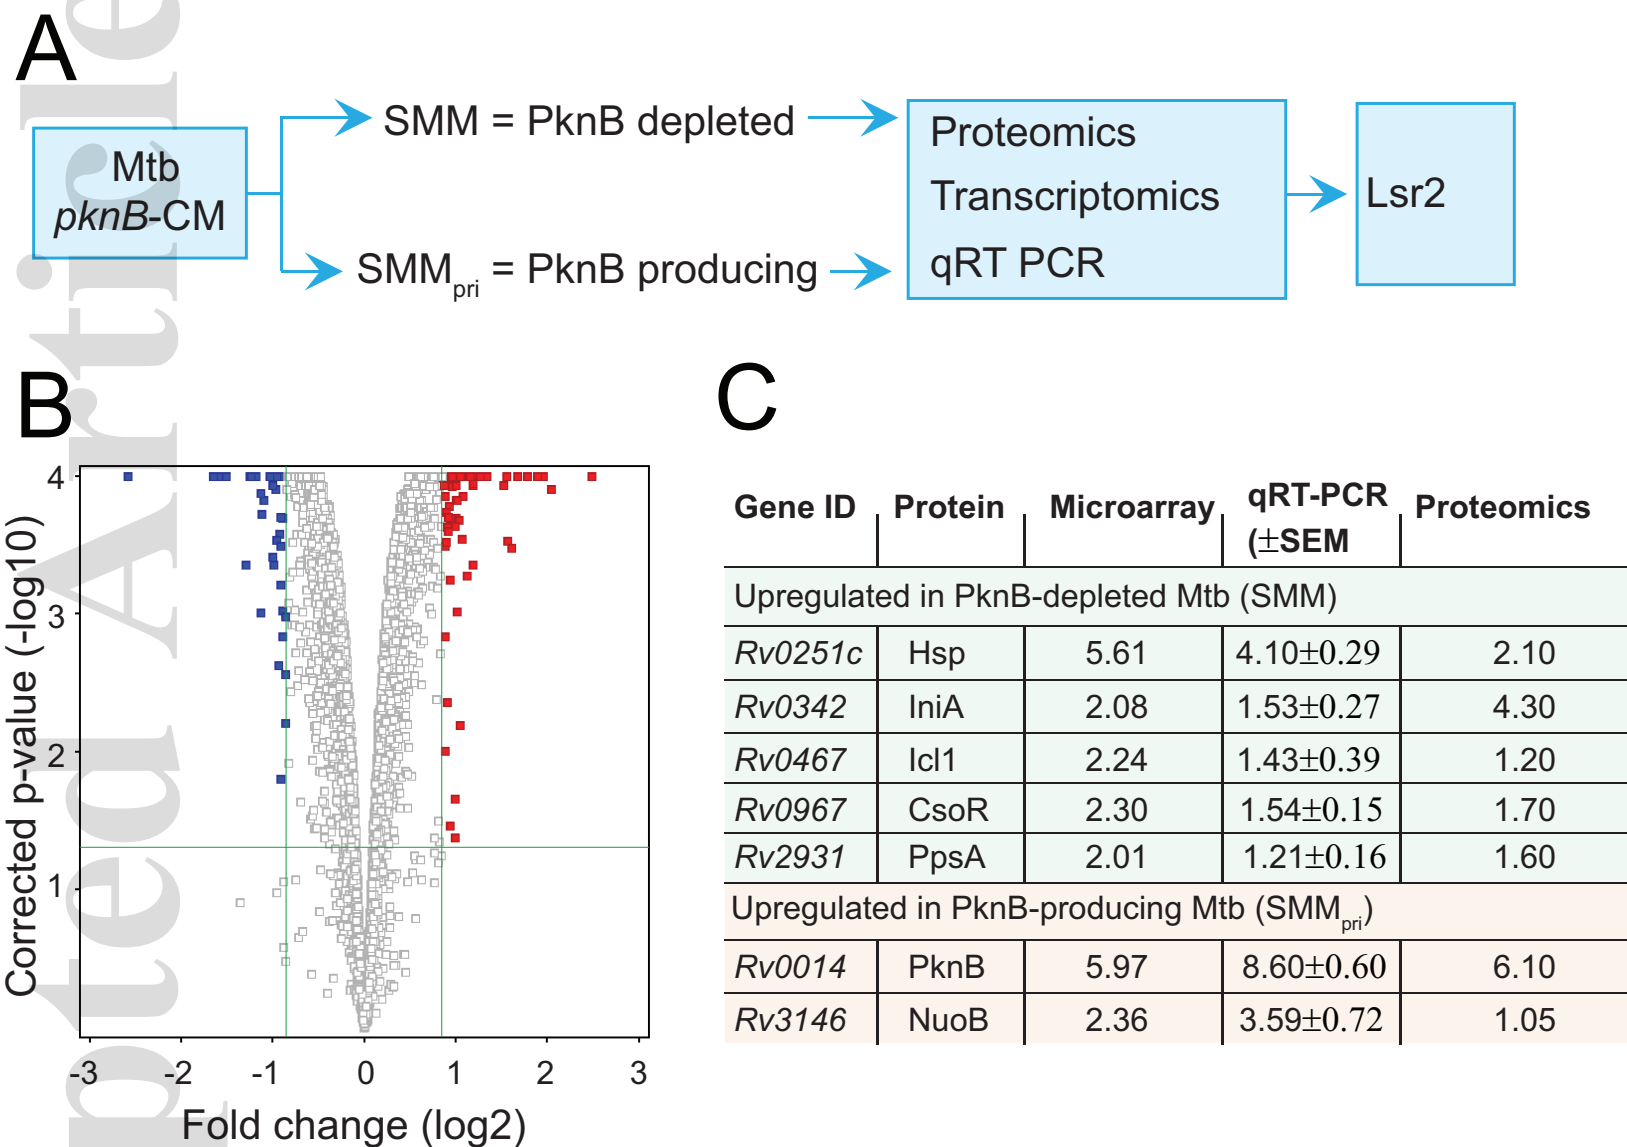 A
Mtb
pknB-CM
SMM = PknB depleted
SMMpri = PknB producing
Proteomics
Transcriptomics
qRT PCR
Lsr2
B
Corrected p-value (-log10)
4
3
2
1
-3 -2 -1 0 1 2 3
Fold change (log2)
C
Gene ID Protein Microarray qRT-PCR (±SEM Proteomics
Upregulated in PknB-depleted Mtb (SMM)
Rv0251c Hsp 5.61 4.10±0.29 2.10
Rv0342 IniA 2.08 1.53±0.27 4.30
Rv0467 Icl1 2.24 1.43±0.39 1.20
Rv0967 CsoR 2.30 1.54±0.15 1.70
Rv2931 PpsA 2.01 1.21±0.16 1.60
Upregulated in PknB-producing Mtb (SMMpri)
Rv0014 PknB 5.97 8.60±0.60 6.10
Rv3146 NuoB 2.36 3.59±0.72 1.05
pted Article